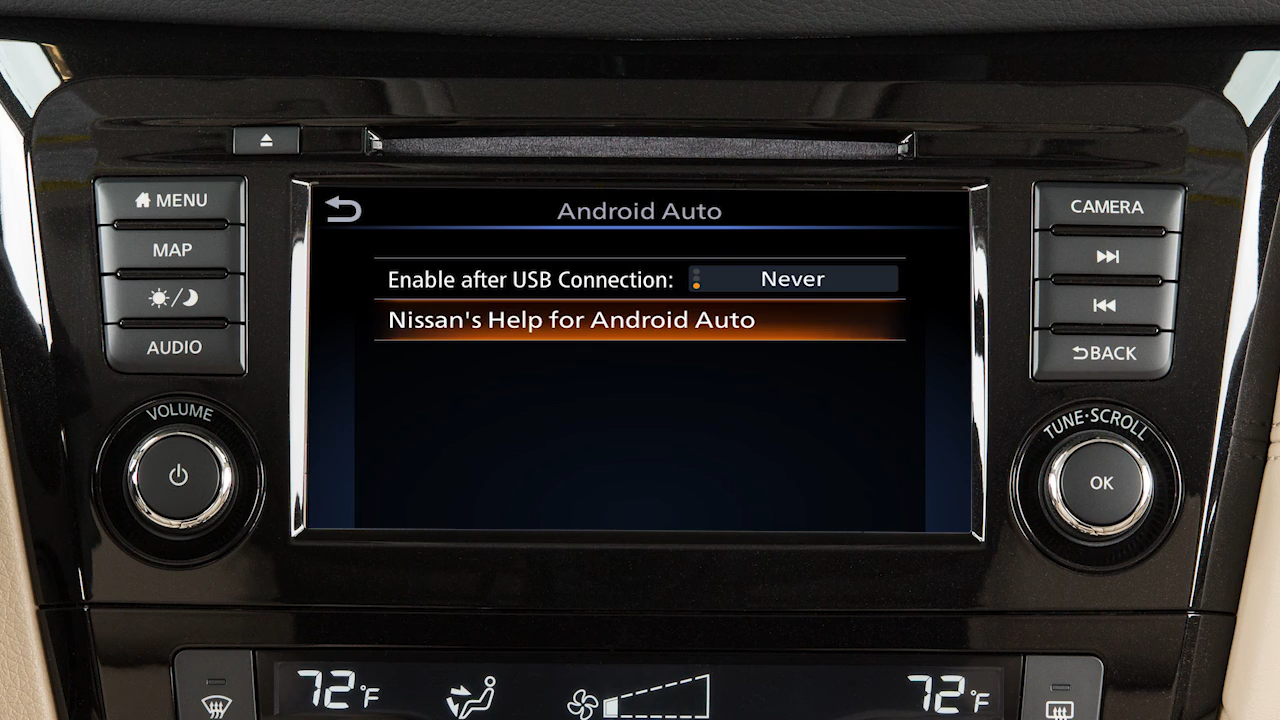 MENU
MAP
AUDIO
VOLUME
Android Auto
Enable after USB Connection: Never
Nissan's Help for Android Auto
CAMERA
BACK
TUNE·SCROLL
OK
72°F
72°F